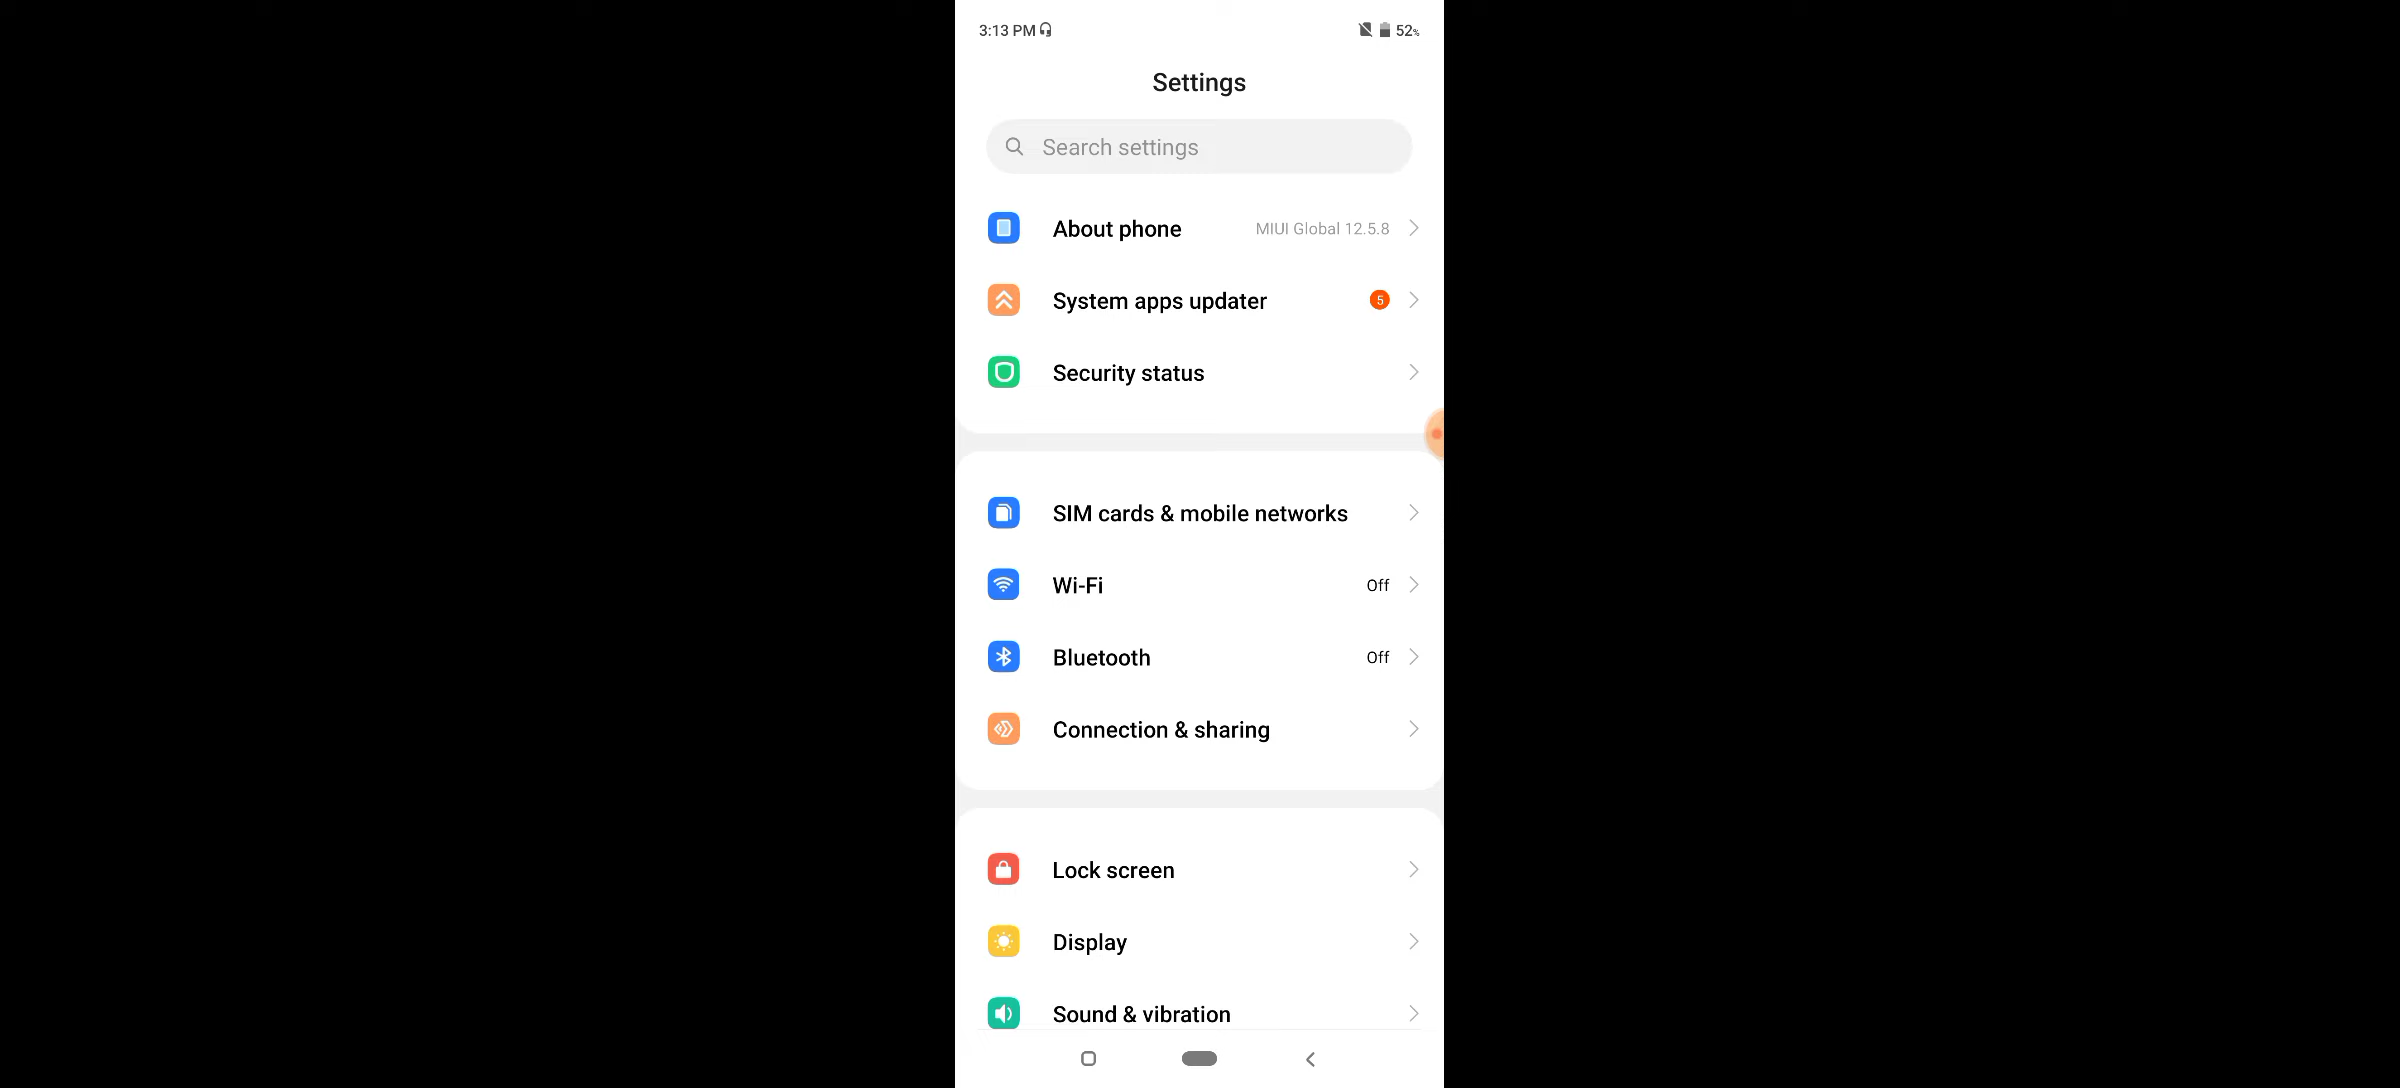 3:13 PM 52%
Settings
Search settings
About phone MIUI Global 12.5.8
System apps updater 5
Security status
SIM cards & mobile networks
Wi-Fi Off
Bluetooth Off
Connection & sharing
Lock screen
Display
Sound & vibration